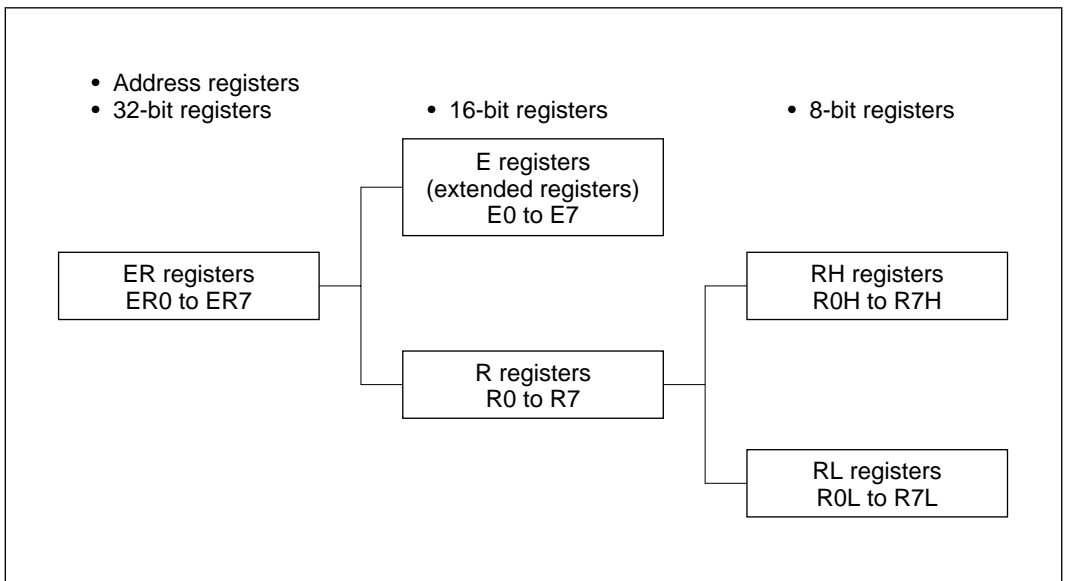 • Address registers
• 32-bit registers
• 16-bit registers
• 8-bit registers
E registers
(extended registers)
E0 to E7
ER registers
ER0 to ER7
RH registers
R0H to R7H
R registers
R0 to R7
RL registers
R0L to R7L